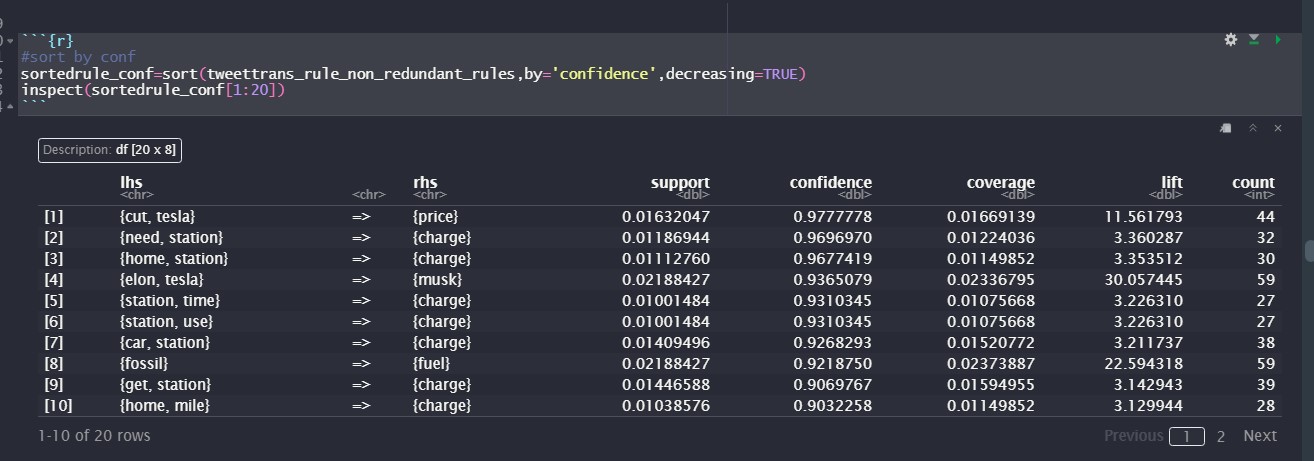 ```{r}
#sort by conf
sortedrule_conf=sort(tweettrans_rule_non_redundant_rules,by='confidence',decreasing=TRUE)
inspect(sortedrule_conf[1:20])
```
Description: df [20 x 8]
lhs rhs support confidence coverage lift count
<chr> <chr> <chr> <dbl> <dbl> <dbl> <dbl> <int>
[1] {cut, tesla} => {price} 0.01632047 0.9777778 0.01669139 11.561793 44
[2] {need, station} => {charge} 0.01186944 0.9696970 0.01224036 3.360287 32
[3] {home, station} => {charge} 0.01112760 0.9677419 0.01149852 3.353512 30
[4] {elon, tesla} => {musk} 0.02188427 0.9365079 0.02336795 30.057445 59
[5] {station, time} => {charge} 0.01001484 0.9310345 0.01075668 3.226310 27
[6] {station, use} => {charge} 0.01001484 0.9310345 0.01075668 3.226310 27
[7] {car, station} => {charge} 0.01409496 0.9268293 0.01520772 3.211737 38
[8] {fossil} => {fuel} 0.02188427 0.9218750 0.02373887 22.594318 59
[9] {get, station} => {charge} 0.01446588 0.9069767 0.01594955 3.142943 39
[10] {home, mile} => {charge} 0.01038576 0.9032258 0.01149852 3.129944 28
1-10 of 20 rows Previous 1 2 Next